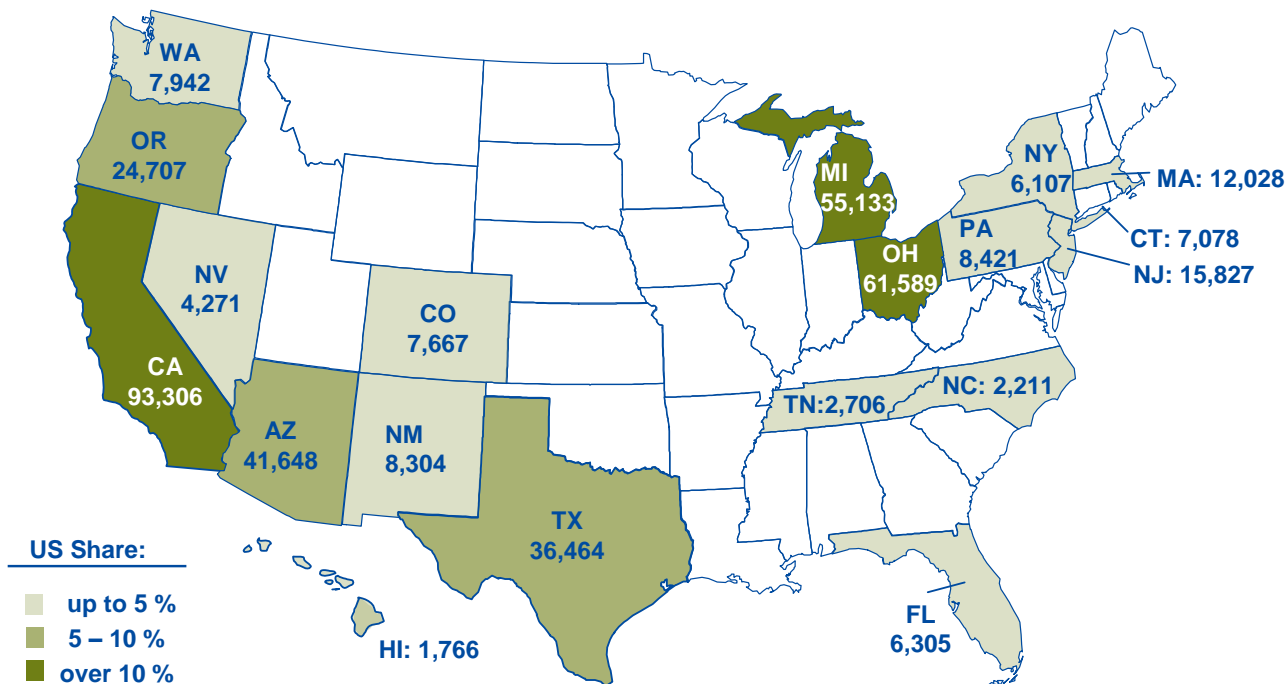 WA
7,942
OR
24,707
NV
4,271
CA
93,306
CO
7,667
AZ
41,648
NM
8,304
TX
36,464
MI
55,133
OH
61,589
NY
6,107
PA
8,421
MA: 12,028
CT: 7,078
NJ: 15,827
TN:2,706
NC: 2,211
FL
6,305
HI: 1,766
US Share:
up to 5 %
5 – 10 %
over 10 %